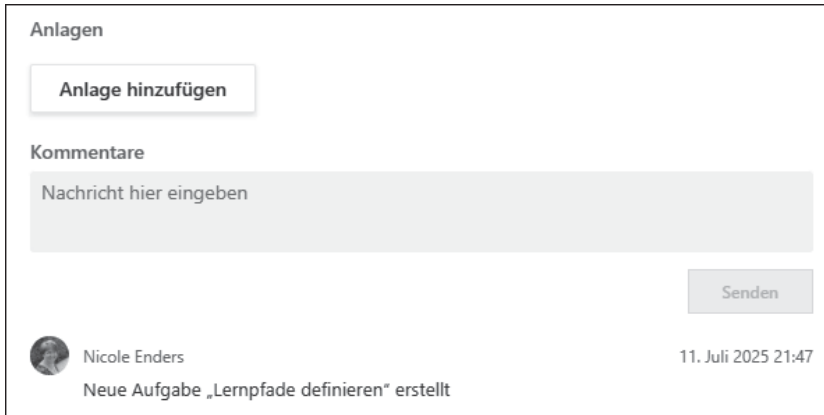 Anlagen
Anlage hinzufügen
Kommentare
Nachricht hier eingeben
Senden
Nicole Enders 11. Juli 2025 21:47
Neue Aufgabe „Lernpfade definieren“ erstellt